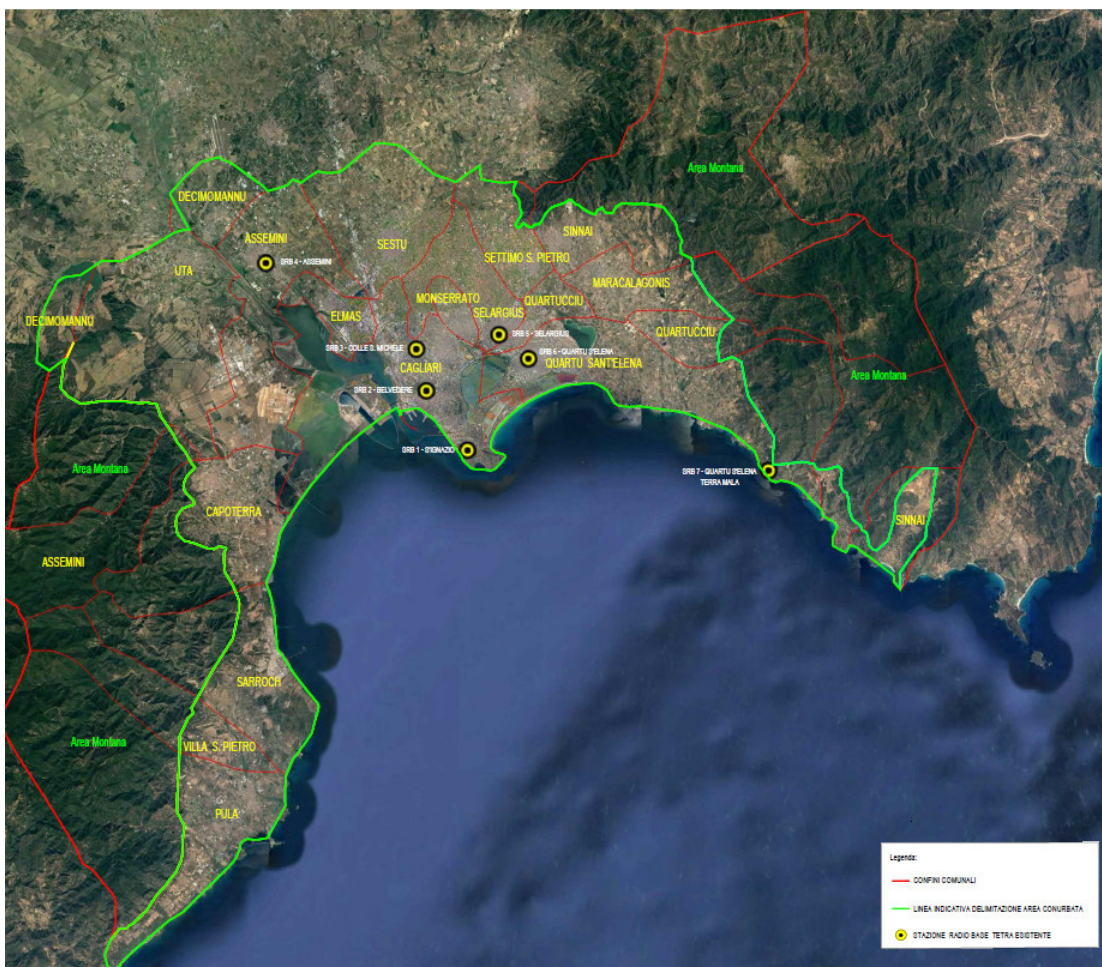 Area Montana
DECIMOMANNU
SINNAI
ASSEMINI
SESTU
SRB 4 - ASSEMINI
SETTIMO S. PIETRO
UTA
MARACALAGONIS
MONSERRATO
QUARTUCCIU
SELARGIUS
ELMAS
DECIMOMANNU
SRB 5 - SELARGIUS
QUARTUCCIU
SRB 3 - COLLE S. MICHELE
SRB 6 - QUARTU S'ELENA
CAGLIARI
QUARTU SANT'ELENA
Area Montana
SRB 2 - BELVEDERE
SRB 1 - S'IGNAZIO
Area Montana
SRB 7 - QUARTU S'ELENA
TERRA MALA
CAPOTERRA
SINNAI
ASSEMINI
SARROCH
Area Montana
VILLA S. PIETRO
PULA
Legenda:
CONFINI COMUNALI
LINEA INDICATIVA DELIMITAZIONE AREA CONURBATA
STAZIONE RADIO BASE TETRA ESISTENTE